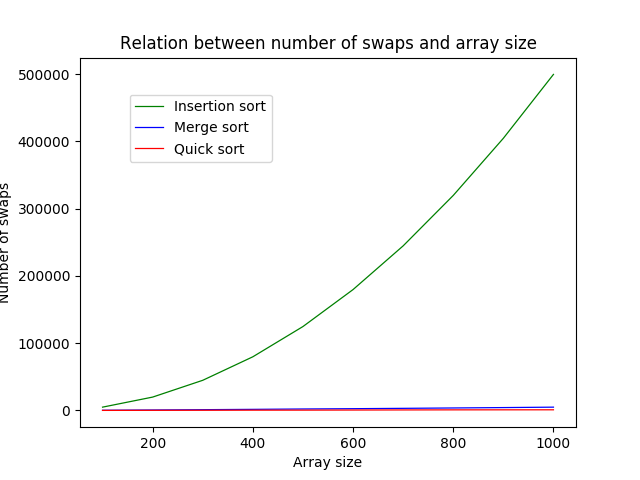 Relation between number of swaps and array size
500000
400000
300000
200000
100000
0
Number of swaps
Insertion sort
Merge sort
Quick sort
200 400 600 800 1000
Array size